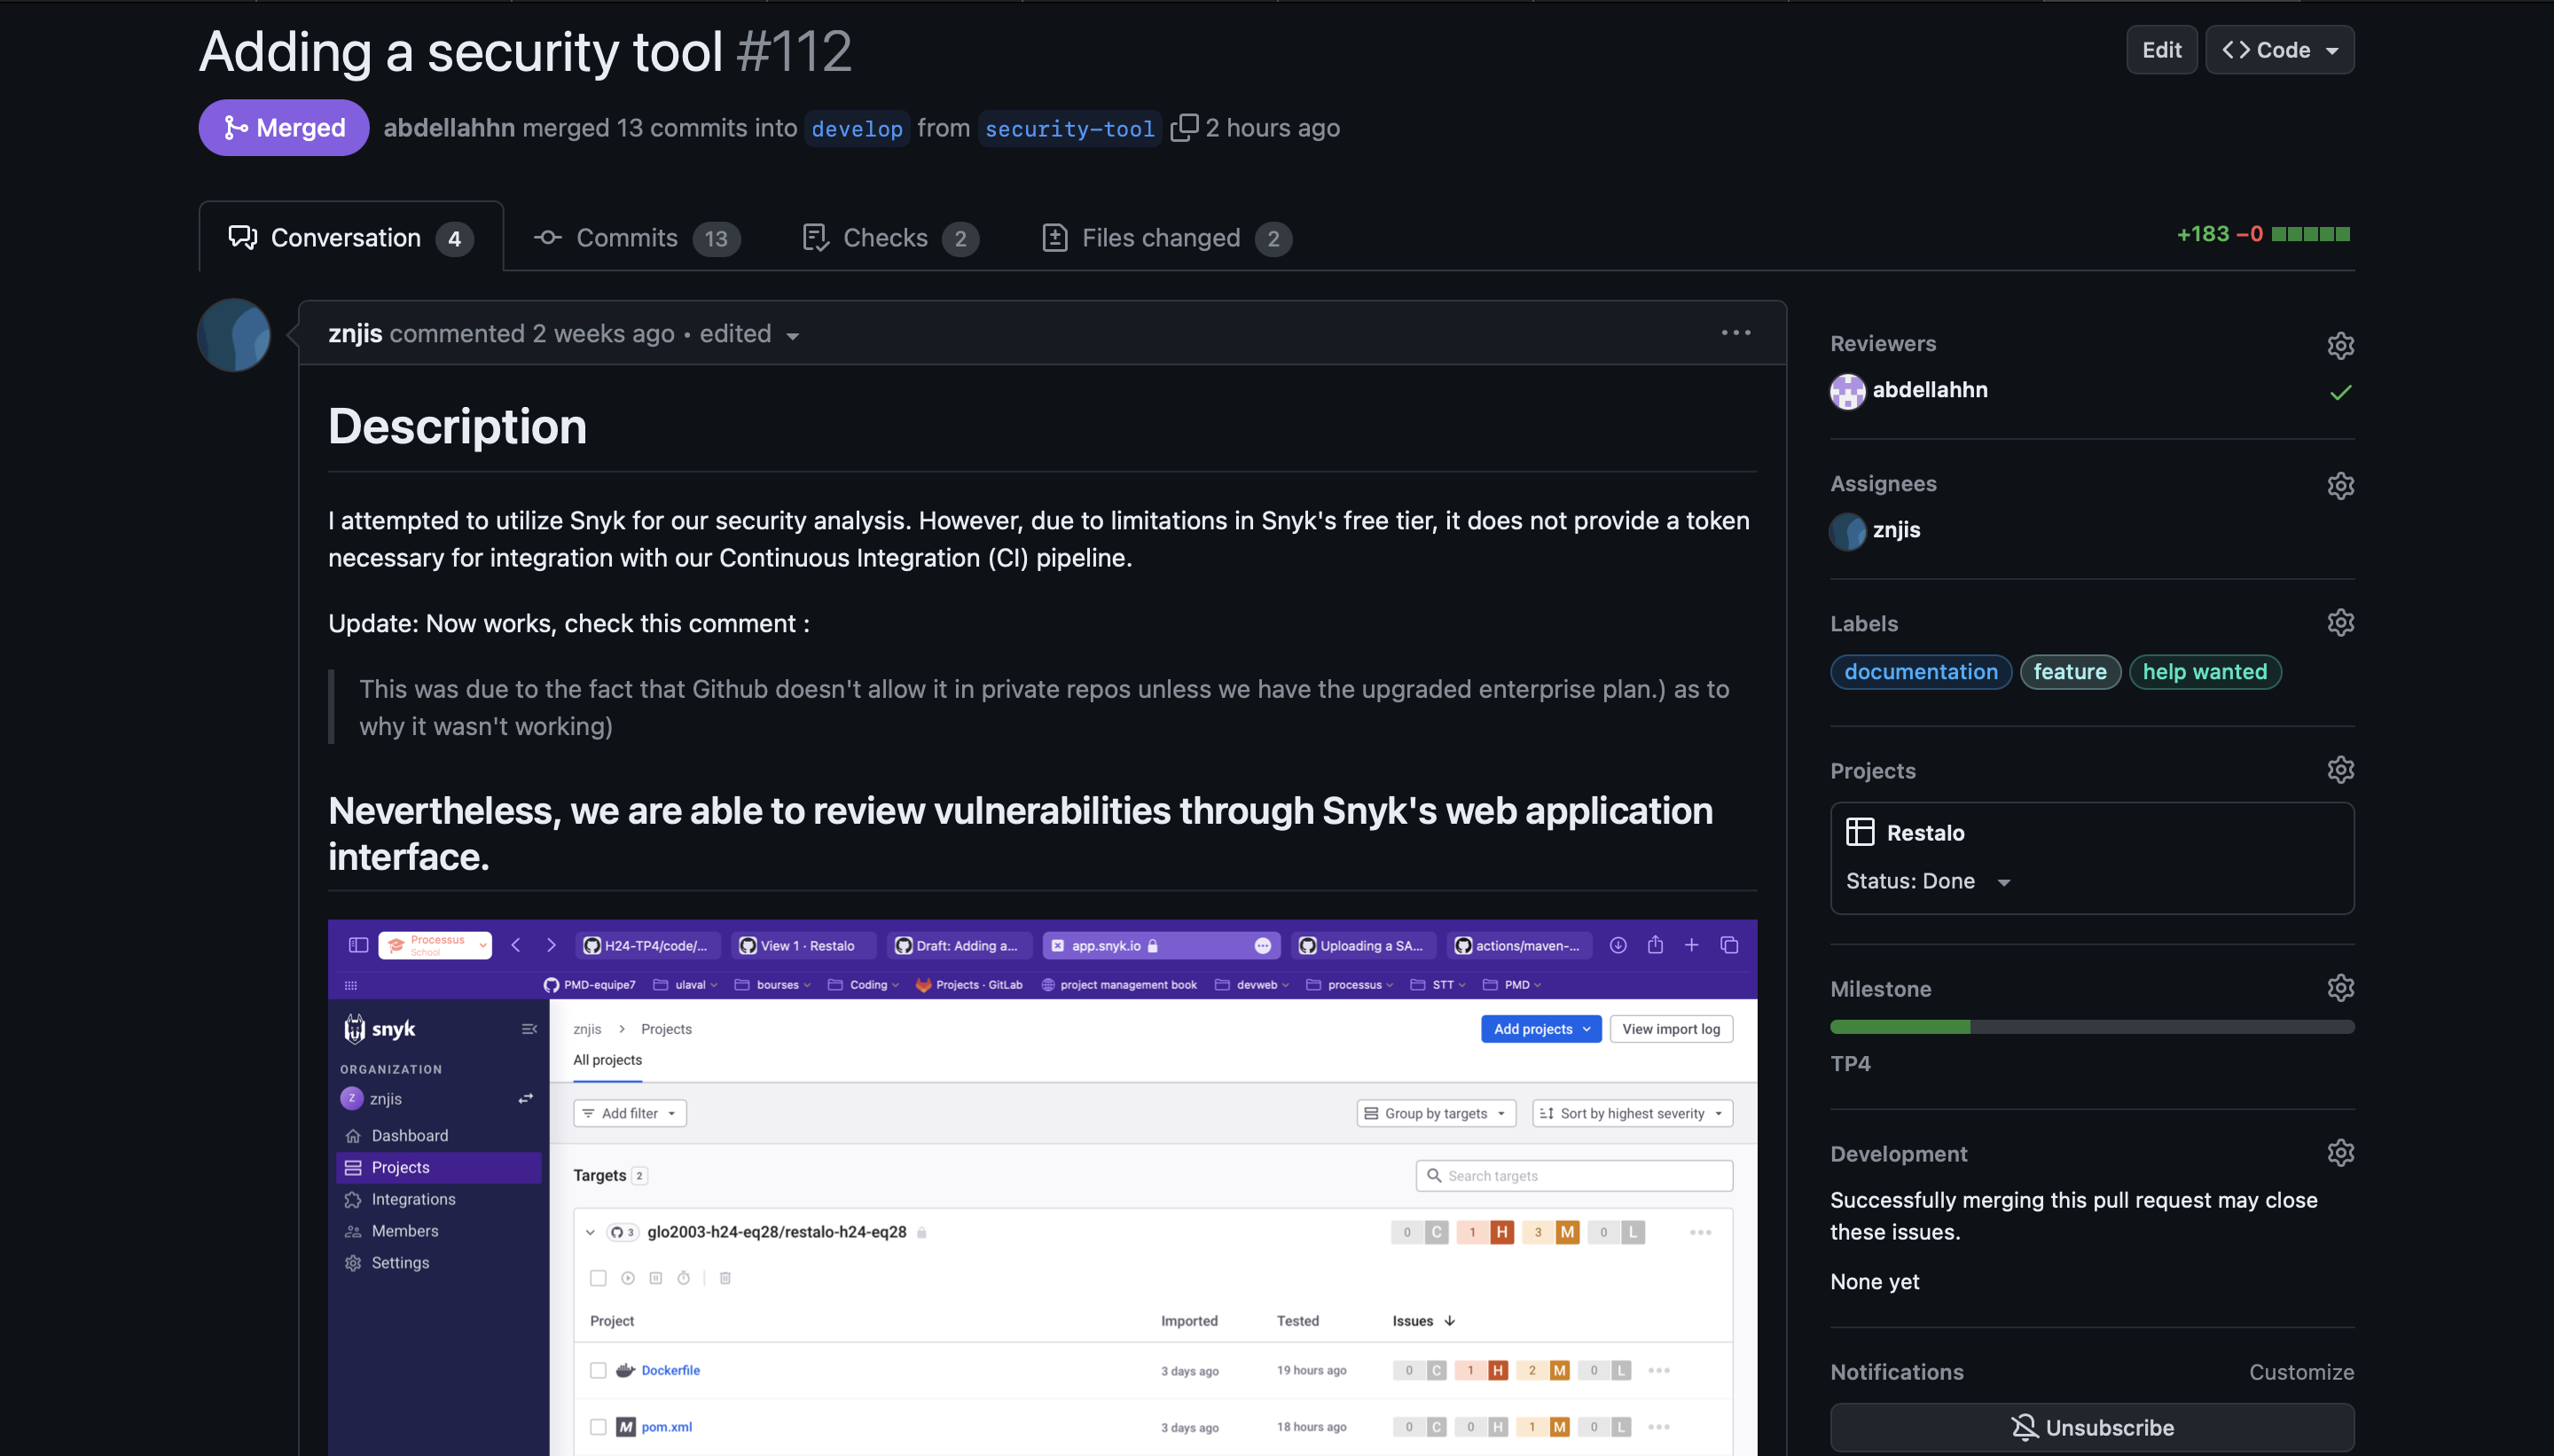 Adding a security tool #112
Edit
Code
Merged
abdellahhn merged 13 commits into develop from security-tool 2 hours ago
Conversation 4
Commits 13
Checks 2
Files changed 2
+183 −0
znjis commented 2 weeks ago • edited
Description
I attempted to utilize Snyk for our security analysis. However, due to limitations in Snyk's free tier, it does not provide a token
necessary for integration with our Continuous Integration (CI) pipeline.
Update: Now works, check this comment :
This was due to the fact that Github doesn't allow it in private repos unless we have the upgraded enterprise plan.) as to
why it wasn't working)
Nevertheless, we are able to review vulnerabilities through Snyk's web application
interface.
Processus
School
H24-TP4/code/...
View 1 · Restalo
Draft: Adding a...
app.snyk.io
Uploading a SA...
actions/maven-...
PMD-equipe7
ulaval
bourses
Coding
Projects · GitLab
project management book
devweb
processus
STT
PMD
snyk
ORGANIZATION
Z znjis
Dashboard
Projects
Integrations
Members
Settings
znjis > Projects
Add projects
View import log
All projects
Add filter
Group by targets
Sort by highest severity
Targets 2
Search targets
3 glo2003-h24-eq28/restalo-h24-eq28
0 C 1 H 3 M 0 L
Project Imported Tested Issues
Dockerfile 3 days ago 19 hours ago 0 C 1 H 2 M 0 L
pom.xml 3 days ago 18 hours ago 0 C 0 H 1 M 0 L
Reviewers
abdellahhn
Assignees
znjis
Labels
documentation
feature
help wanted
Projects
Restalo
Status: Done
Milestone
TP4
Development
Successfully merging this pull request may close
these issues.
None yet
Notifications
Customize
Unsubscribe